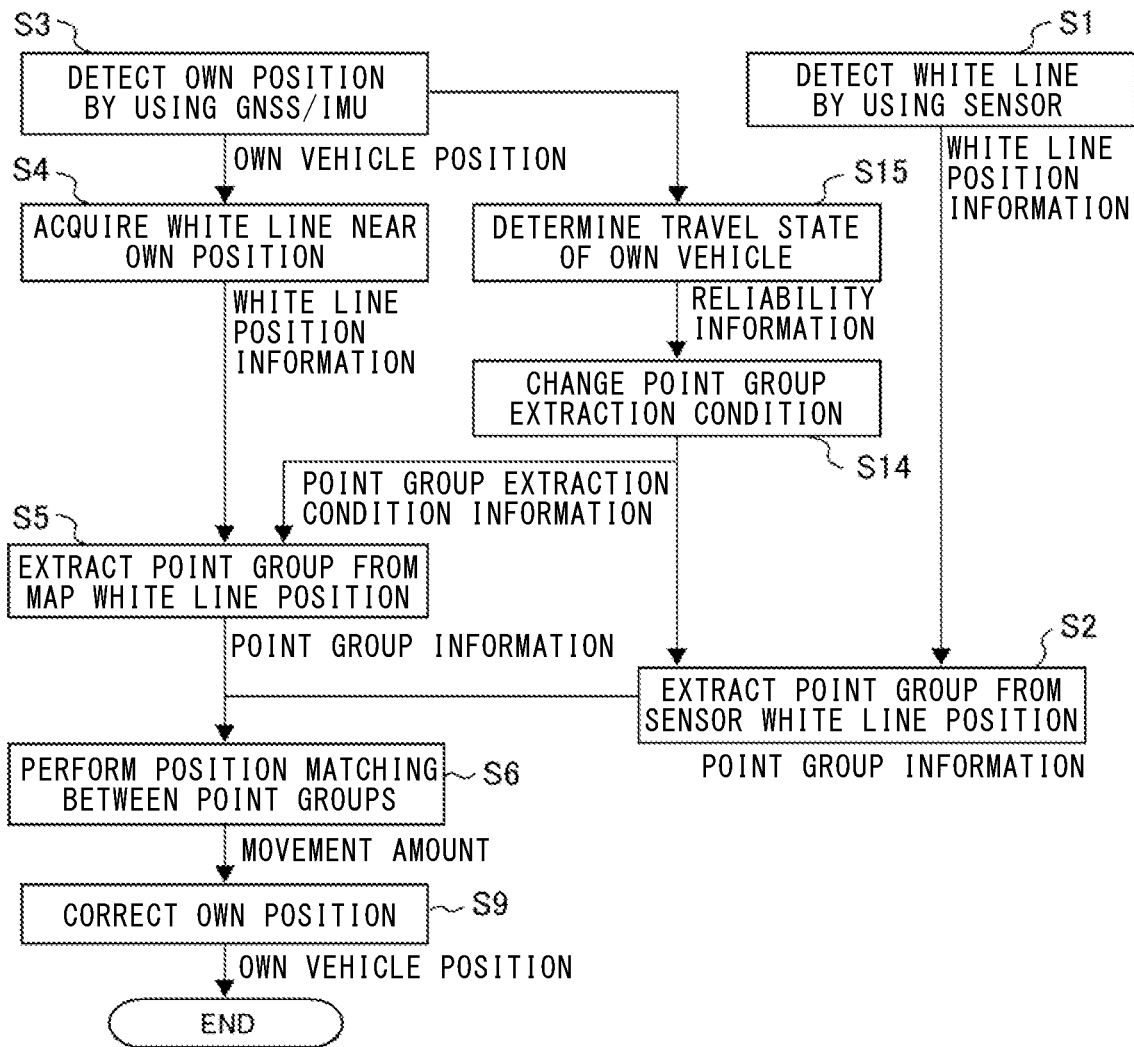 S3
DETECT OWN POSITION
BY USING GNSS/IMU
S1
DETECT WHITE LINE
BY USING SENSOR
OWN VEHICLE POSITION
WHITE LINE
POSITION
INFORMATION
S4
ACQUIRE WHITE LINE NEAR
OWN POSITION
S15
DETERMINE TRAVEL STATE
OF OWN VEHICLE
WHITE LINE
POSITION
INFORMATION
RELIABILITY
INFORMATION
CHANGE POINT GROUP
EXTRACTION CONDITION
S14
POINT GROUP EXTRACTION
CONDITION INFORMATION
S5
EXTRACT POINT GROUP FROM
MAP WHITE LINE POSITION
POINT GROUP INFORMATION
S2
EXTRACT POINT GROUP FROM
SENSOR WHITE LINE POSITION
POINT GROUP INFORMATION
PERFORM POSITION MATCHING
BETWEEN POINT GROUPS
S6
MOVEMENT AMOUNT
CORRECT OWN POSITION
S9
OWN VEHICLE POSITION
END